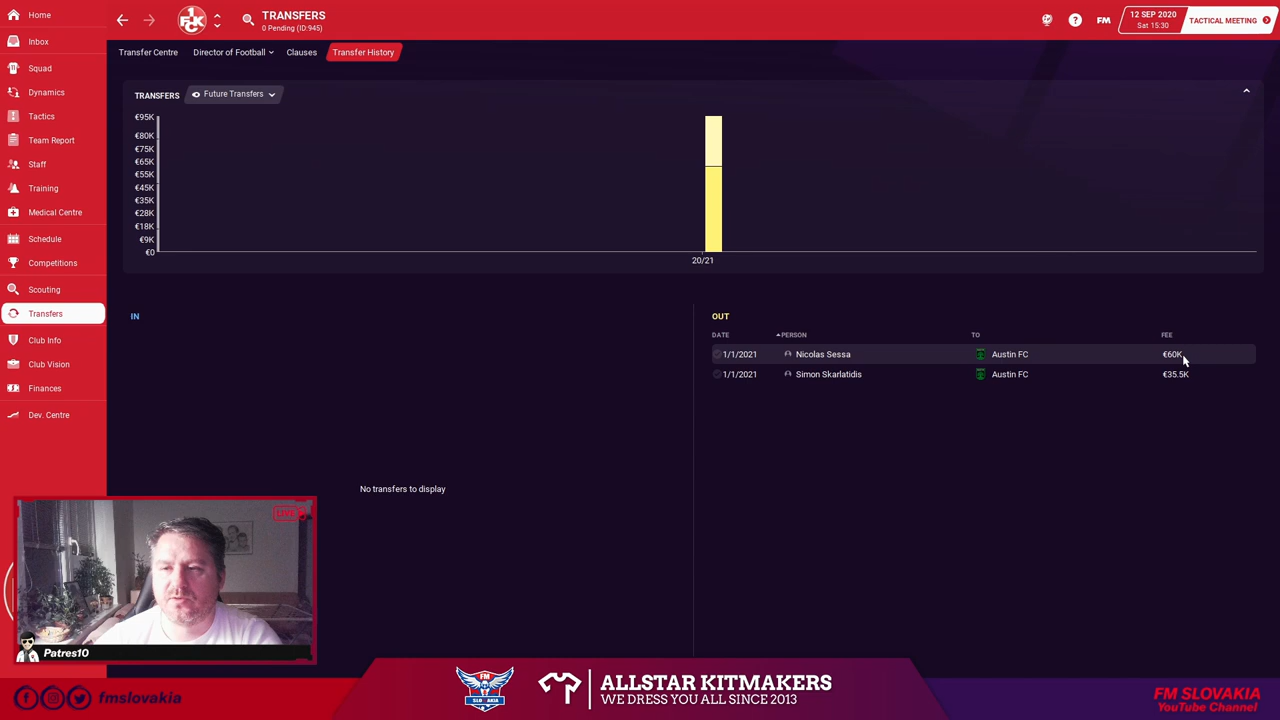 Home
Inbox
Squad
Dynamics
Tactics
Team Report
Staff
Training
Medical Centre
Schedule
Competitions
Scouting
Transfers
Club Info
Club Vision
Finances
Dev. Centre
1. FCK
TRANSFERS
0 Pending (ID:945)
?
FM
12 SEP 2020
Sat 15:30
TACTICAL MEETING
Transfer Centre
Director of Football
Clauses
Transfer History
TRANSFERS
Future Transfers
€95K
€80K
€75K
€65K
€55K
€45K
€35K
€28K
€18K
€9K
€0
20/21
IN
No transfers to display
OUT
DATE PERSON TO FEE
1/1/2021 Nicolas Sessa Austin FC €60K
1/1/2021 Simon Skarlatidis Austin FC €35.5K
LIVE
Patres10
fmslovakia
FM
SLOVAKIA
ALLSTAR KITMAKERS
WE DRESS YOU ALL SINCE 2013
FM SLOVAKIA
YouTube Channel